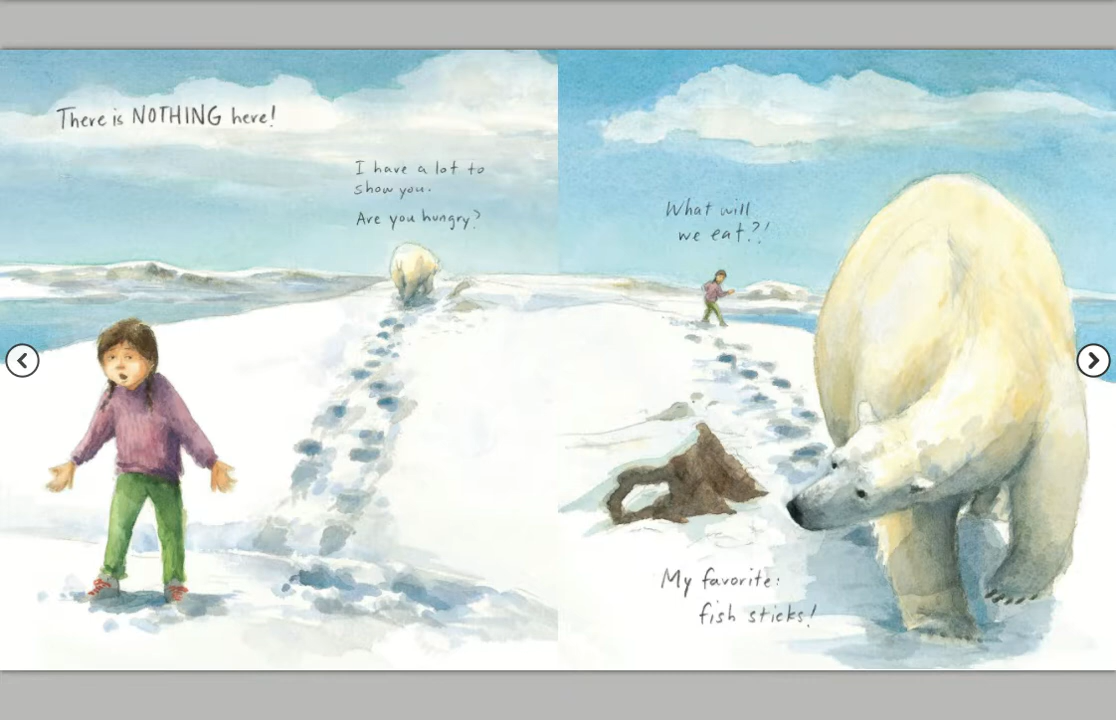 There is NOTHING here!
I have a lot to
show you.
Are you hungry?
What will
we eat?!
My favorite:
fish sticks!